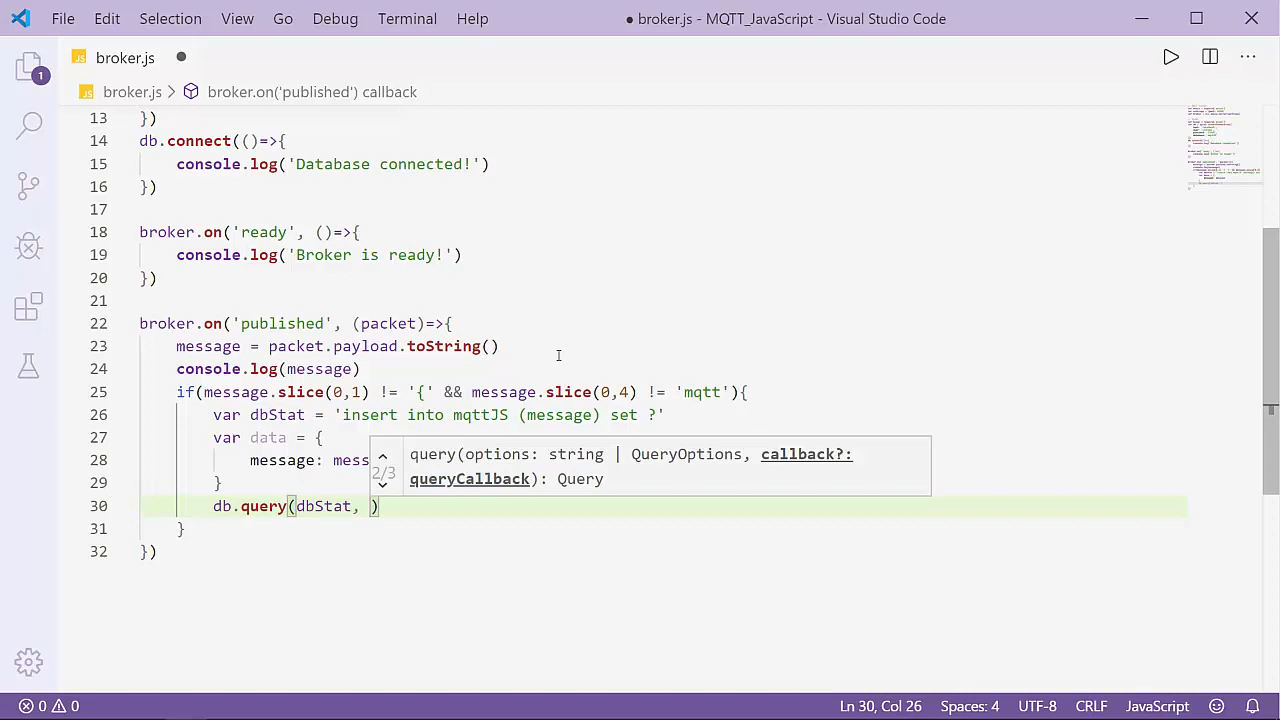 File Edit Selection View Go Debug Terminal Help ● broker.js - MQTT_JavaScript - Visual Studio Code
JS broker.js ●
1
JS broker.js > broker.on('published') callback
13 })
14 db.connect(()=>{
15 console.log('Database connected!')
16 })
17
18 broker.on('ready', ()=>{
19 console.log('Broker is ready!')
20 })
21
22 broker.on('published', (packet)=>{
23 message = packet.payload.toString()
24 console.log(message)
25 if(message.slice(0,1) != '{' && message.slice(0,4) != 'mqtt'){
26 var dbStat = 'insert into mqttJS (message) set ?'
27 var data = {
28 message: mess
query(options: string | QueryOptions, callback?:
2/3
queryCallback): Query
29 }
30 db.query(dbStat, )
31 }
32 })
0 0 Ln 30, Col 26 Spaces: 4 UTF-8 CRLF JavaScript